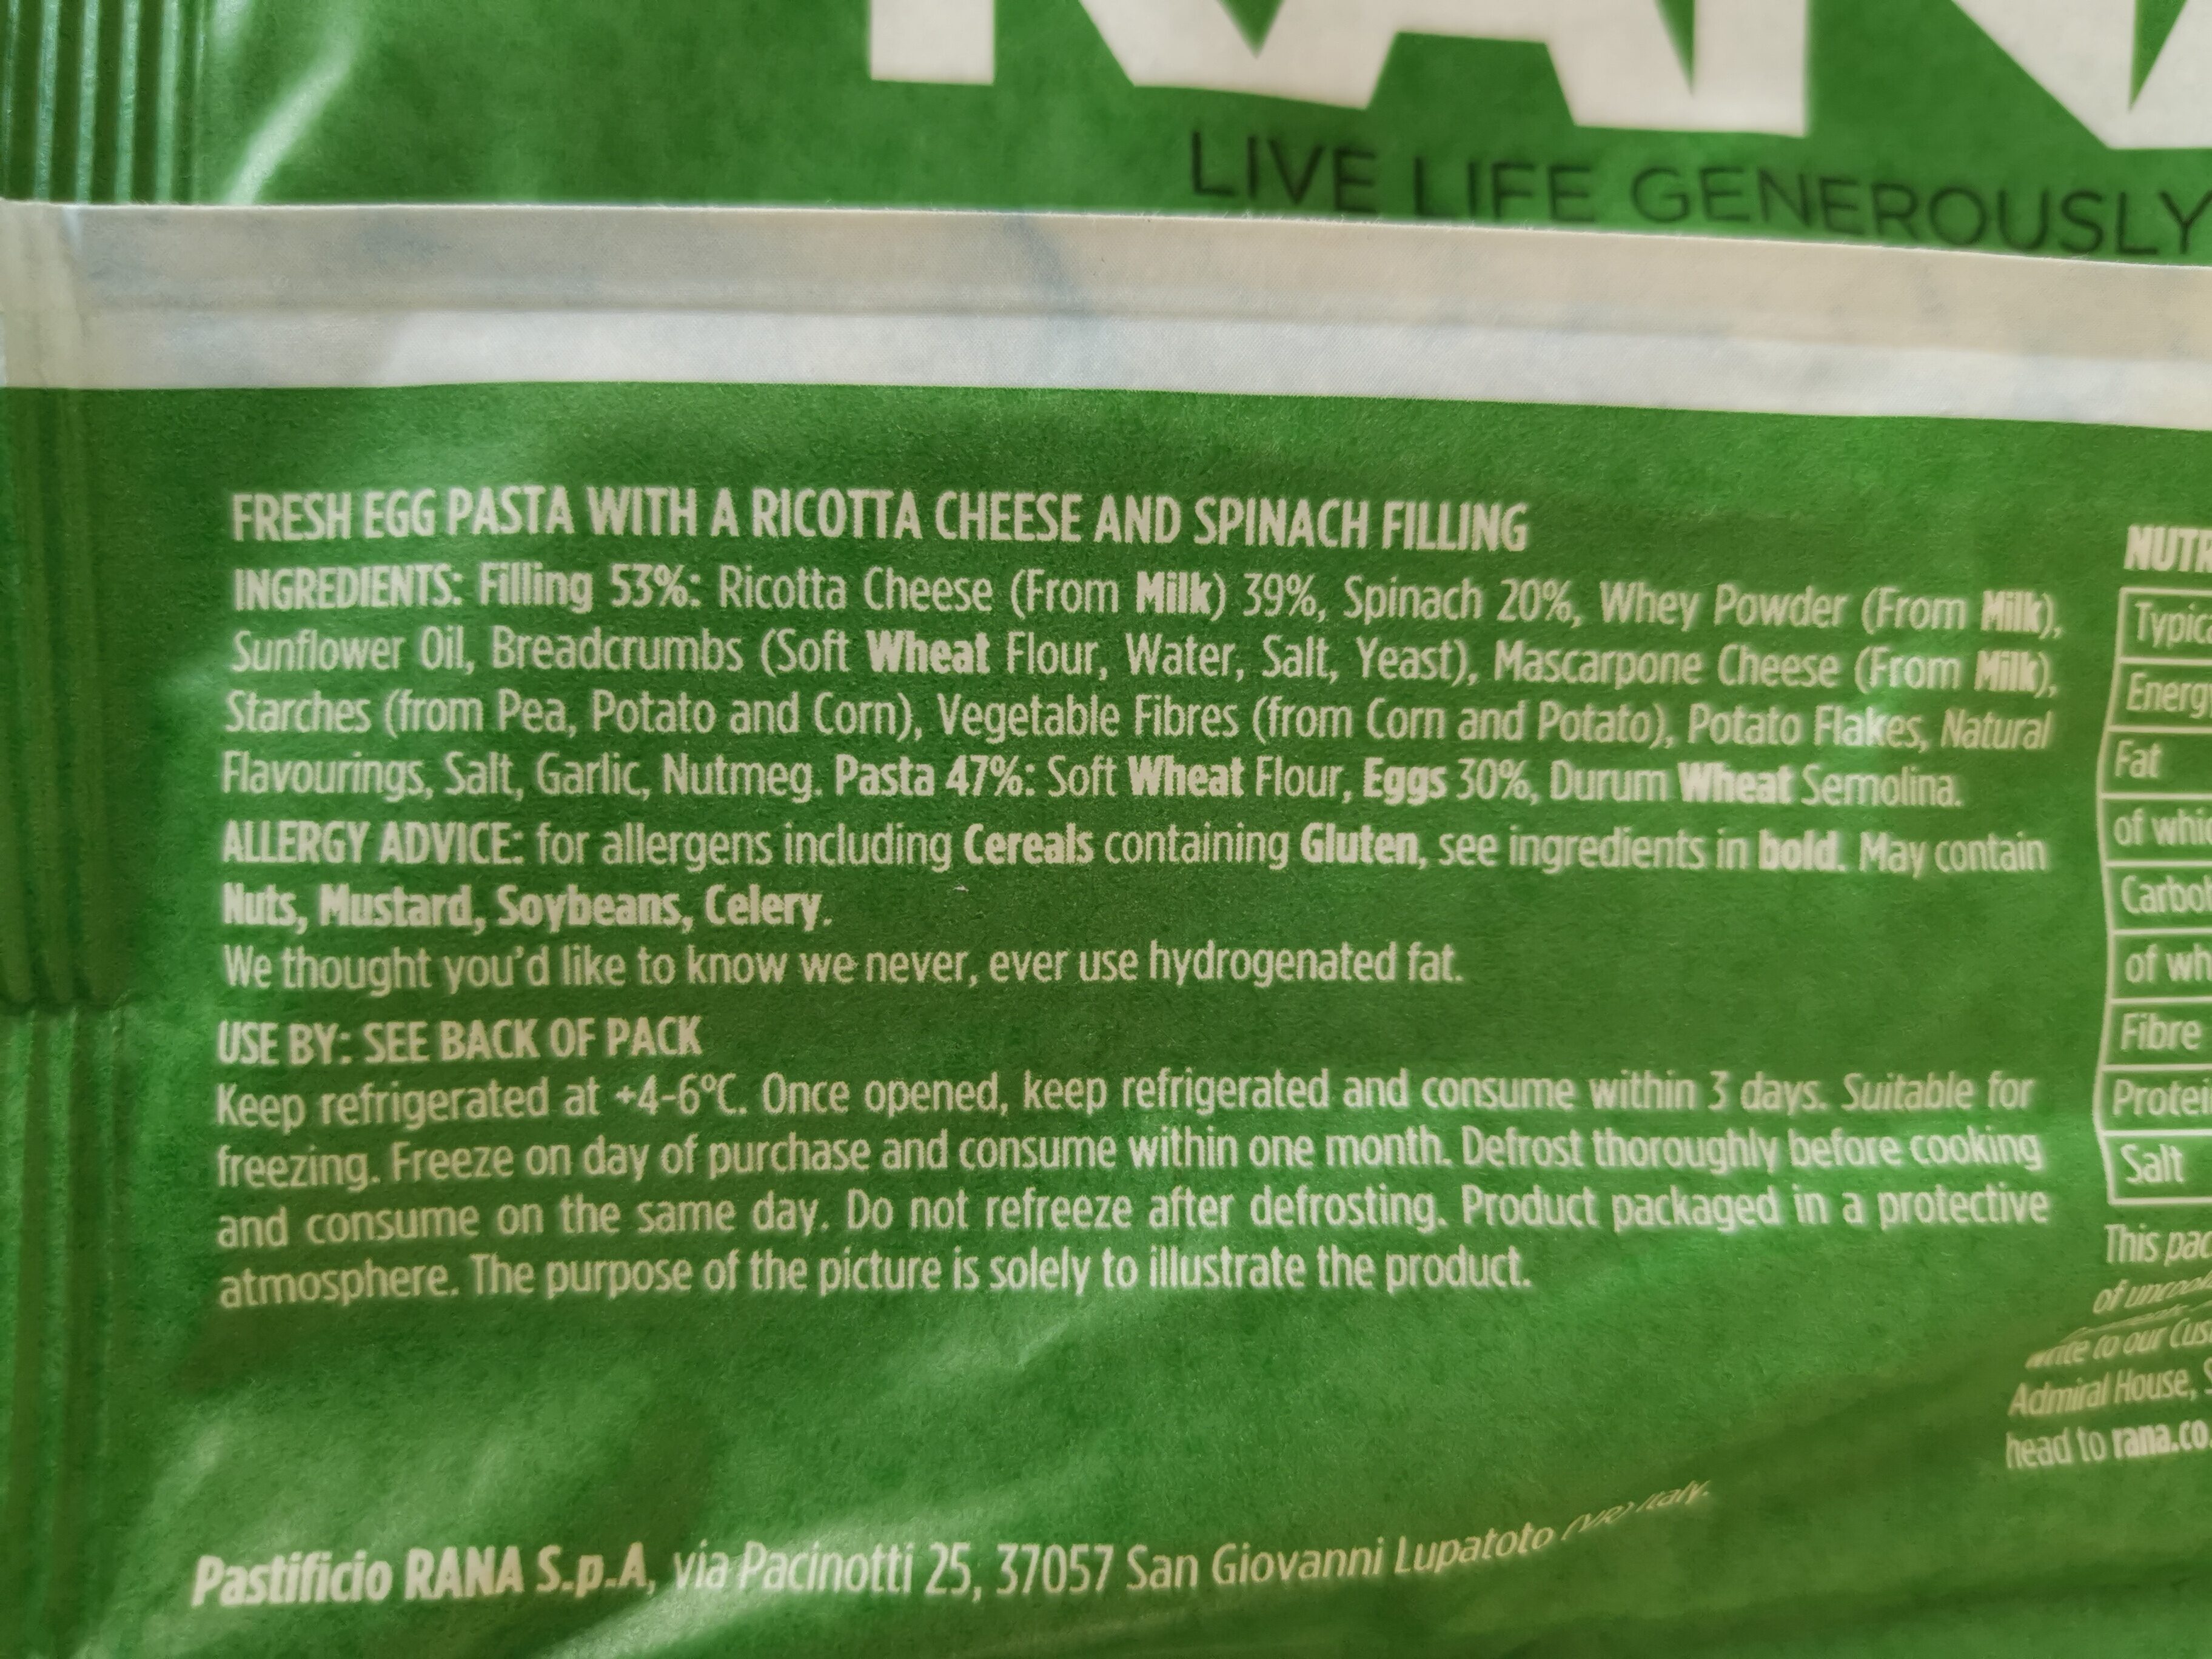 LIVE LIFE GENEROUSLY
FRESH EGG PASTA WITH A RICOTTA CHEESE AND SPINACH FILLING
INGREDIENTS: Filling 53%: Ricotta Cheese (From Milk) 39%, Spinach 20%, Whey Powder (From Milk),
Sunflower Oil, Breadcrumbs (Soft Wheat Flour, Water, Salt, Yeast), Mascarpone Cheese (From Milk),
Starches (from Pea, Potato and Corn), Vegetable Fibres (from Corn and Potato), Potato Flakes, Natural
Flavourings, Salt, Garlic, Nutmeg. Pasta 47%: Soft Wheat Flour, Eggs 30%, Durum Wheat Semolina.
ALLERGY ADVICE: for allergens including Cereals containing Gluten, see ingredients in bold. May contain
Nuts, Mustard, Soybeans, Celery.
We thought you'd like to know we never, ever use hydrogenated fat.
USE BY: SEE BACK OF PACK
Keep refrigerated at +4-6°C. Once opened, keep refrigerated and consume within 3 days. Suitable for
freezing. Freeze on day of purchase and consume within one month. Defrost thoroughly before cooking
and consume on the same day. Do not refreeze after defrosting. Product packaged in a protective
atmosphere. The purpose of the picture is solely to illustrate the product.
Pastificio RANA S.p.A, via Pacinotti 25, 37057 San Giovanni Lupatoto (VR) Italy.
Fat
Fibre
Salt
This
of
write to our
Admiral House,
head to rana.co.